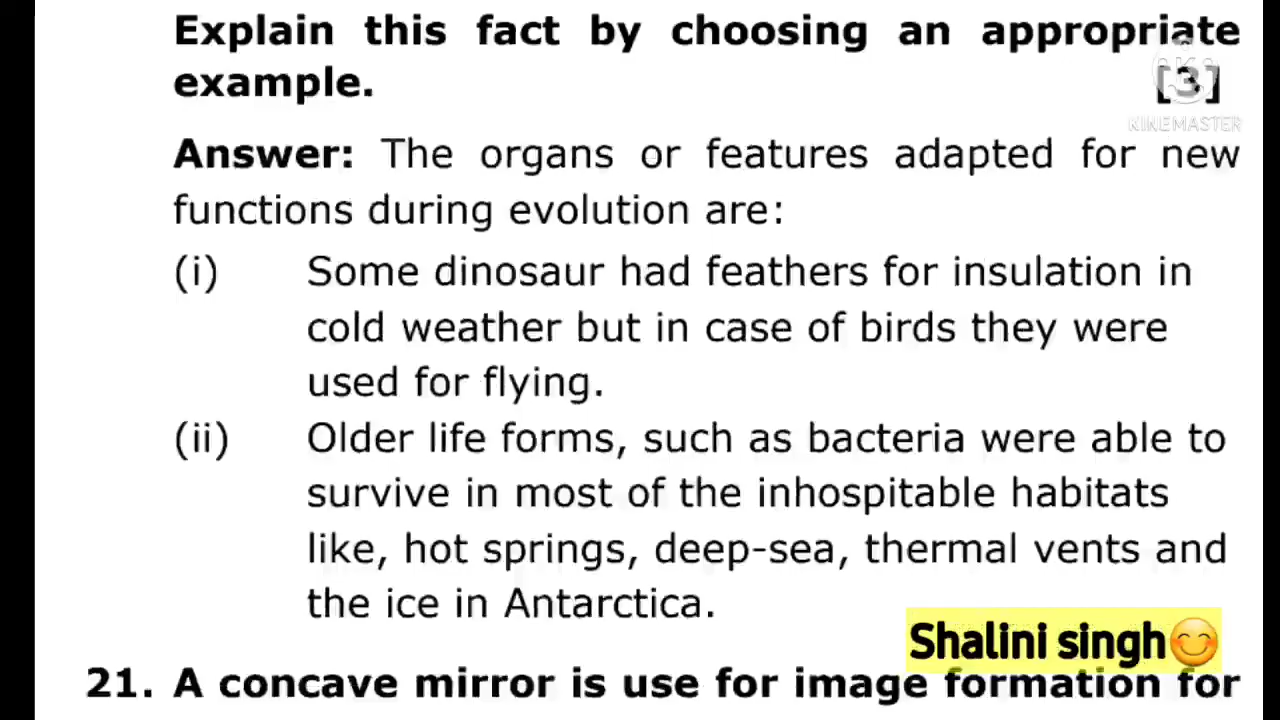 Explain this fact by choosing an appropriate
example. [3]
KINEMASTER
Answer: The organs or features adapted for new
functions during evolution are:
(i) Some dinosaur had feathers for insulation in
cold weather but in case of birds they were
used for flying.
(ii) Older life forms, such as bacteria were able to
survive in most of the inhospitable habitats
like, hot springs, deep-sea, thermal vents and
the ice in Antarctica.
Shalini singh😊
21. A concave mirror is use for image formation for